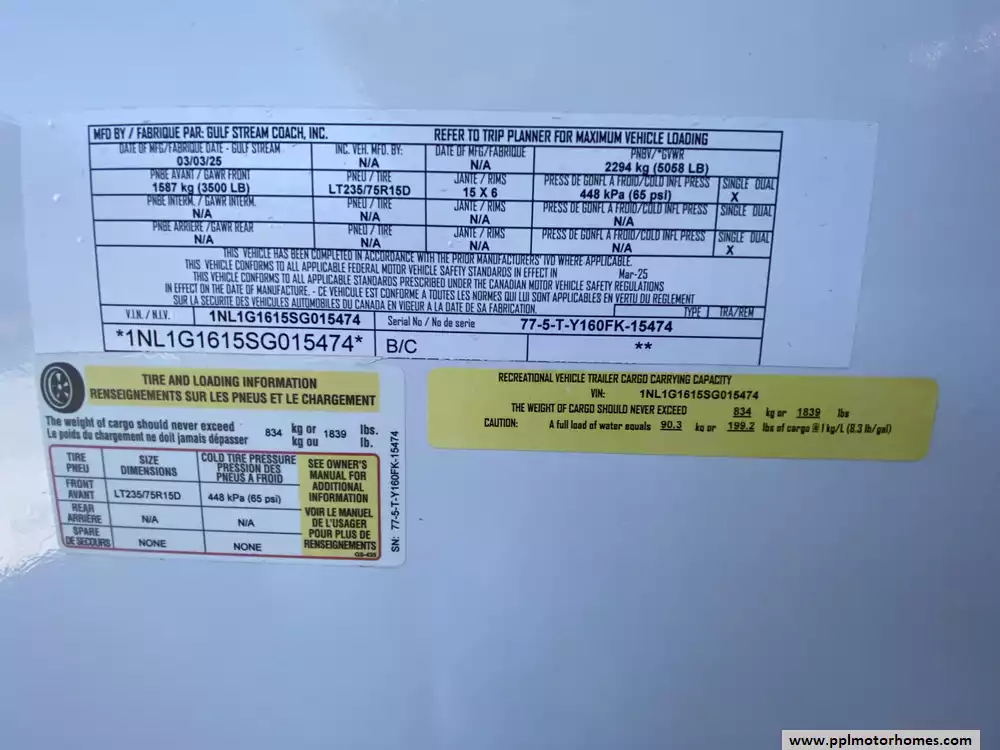 MFD BY / FABRIQUE PAR: GULF STREAM COACH, INC. REFER TO TRIP PLANNER FOR MAXIMUM VEHICLE LOADING
DATE OF MFG/FABRIQUE DATE - GULF STREAM INC. VEH. MFD. BY: DATE OF MFG/FABRIQUE PNBV/*GVWR
03/03/25 N/A N/A 2294 kg (5058 LB)
PNBE AVANT / GAWR FRONT PNEU / TIRE JANTE / RIMS PRESS DE GONFL A FROID/COLD INFL PRESS SINGLE DUAL
1587 kg (3500 LB) LT235/75R15D 15 X 6 448 kPa (65 psi) X
PNBE INTERM. / GAWR INTERM. PNEU / TIRE JANTE / RIMS PRESS DE GONFL A FROID/COLD INFL PRESS SINGLE DUAL
N/A N/A N/A N/A
PNBE ARRIERE /GAWR REAR PNEU / TIRE JANTE / RIMS PRESS DE GONFL A FROID/COLD INFL PRESS SINGLE DUAL
N/A N/A N/A N/A X
THIS VEHICLE HAS BEEN COMPLETED IN ACCORDANCE WITH THE PRIOR MANUFACTURERS' IVD WHERE APPLICABLE.
THIS VEHICLE CONFORMS TO ALL APPLICABLE FEDERAL MOTOR VEHICLE SAFETY STANDARDS IN EFFECT IN Mar-25
THIS VEHICLE CONFORMS TO ALL APPLICABLE STANDARDS PRESCRIBED UNDER THE CANADIAN MOTOR VEHICLE SAFETY REGULATIONS
IN EFFECT ON THE DATE OF MANUFACTURE. - CE VEHICULE EST CONFORME A TOUTES LES NORMES QUI LUI SONT APPLICABLES EN VERTU DU REGLEMENT
SUR LA SECURITE DES VEHICULES AUTOMOBILES DU CANADA EN VIGEUR A LA DATE DE SA FABRICATION. TYPE TRA/REM
V.I.N. / N.I.V. 1NL1G1615SG015474 Serial No / No de serie 77-5-T-Y160FK-15474
*1NL1G1615SG015474* B/C **
TIRE AND LOADING INFORMATION
RENSEIGNEMENTS SUR LES PNEUS ET LE CHARGEMENT
The weight of cargo should never exceed 834 kg or 1839 lbs.
Le poids du chargement ne doit jamais dépasser kg ou lb.
TIRE SIZE COLD TIRE PRESSURE
PNEU DIMENSIONS PRESSION DES
PNEUS A FROID
FRONT
AVANT LT235/75R15D 448 kPa (65 psi)
REAR
ARRIÈRE N/A N/A
SPARE
DE SECOURS NONE NONE
SEE OWNER'S
MANUAL FOR
ADDITIONAL
INFORMATION
VOIR LE MANUEL
DE L'USAGER
POUR PLUS DE
RENSEIGNEMENTS
GS-435
SN: 77-5-T-Y160FK-15474
RECREATIONAL VEHICLE TRAILER CARGO CARRYING CAPACITY
VIN: 1NL1G1615SG015474
THE WEIGHT OF CARGO SHOULD NEVER EXCEED 834 kg or 1839 lbs
CAUTION: A full load of water equals 90.3 kg or 199.2 lbs of cargo @ 1 kg/L (8.3 lb/gal)
www.pplmotorhomes.com